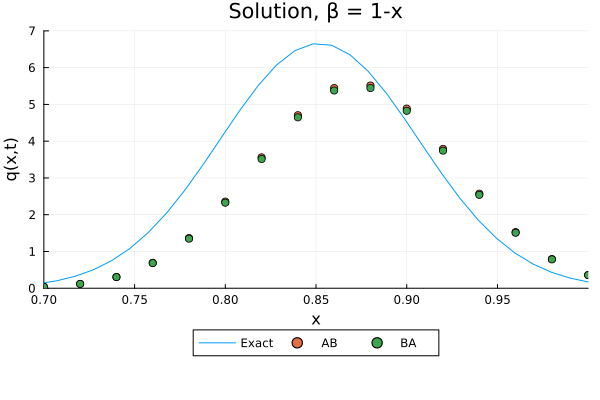 Solution, β = 1-x
q(x,t)
7
6
5
4
3
2
1
0
0.70 0.75 0.80 0.85 0.90 0.95
x
Exact AB BA